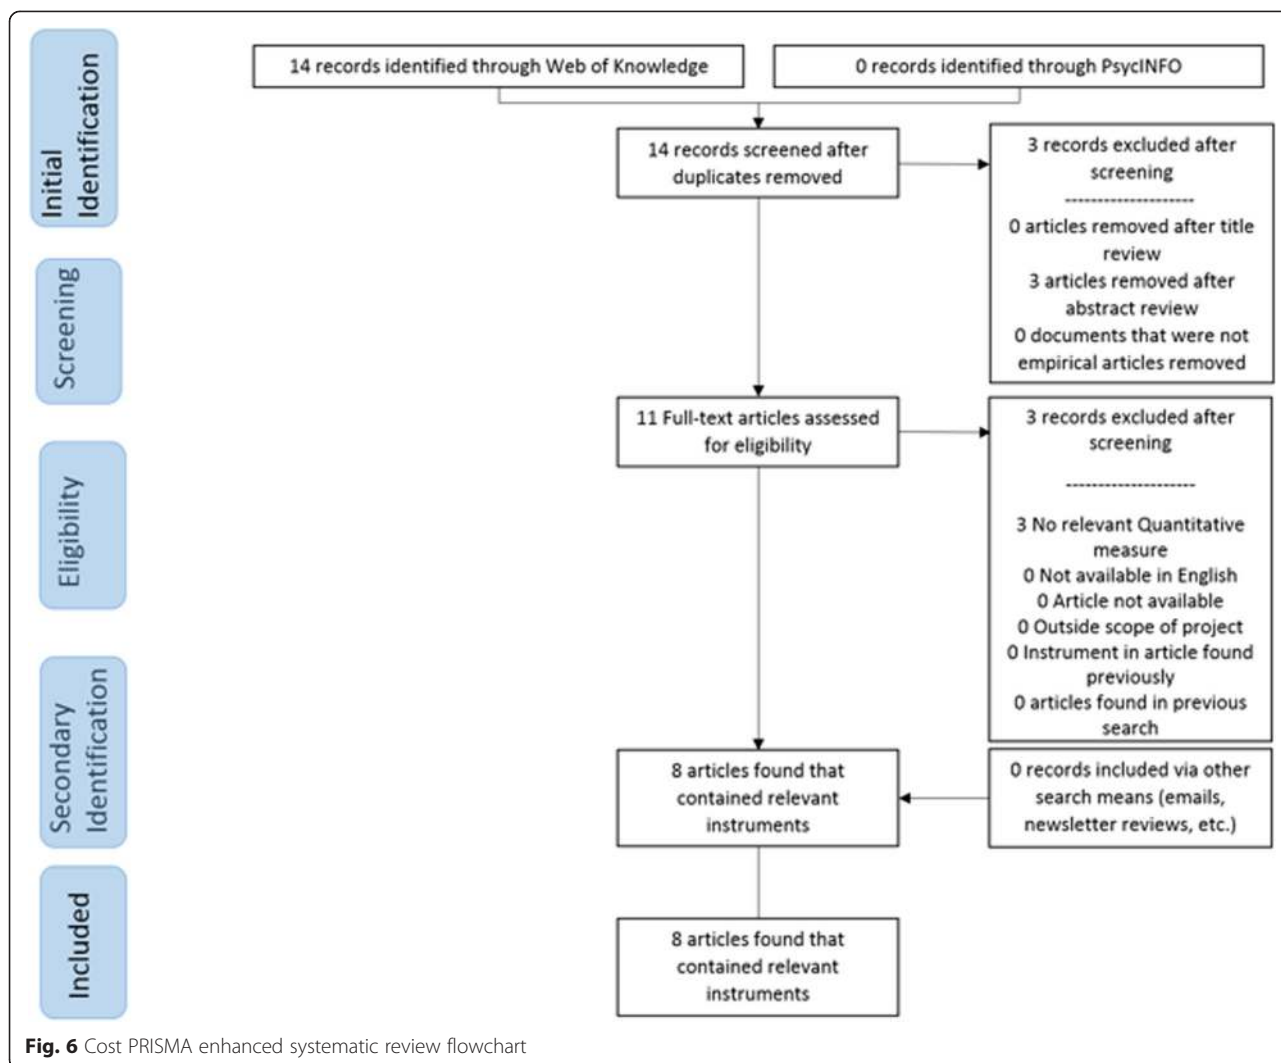 Initial
Identification
14 records identified through Web of Knowledge
0 records identified through PsycINFO
14 records screened after
duplicates removed
3 records excluded after
screening
--------------------
0 articles removed after title
review
3 articles removed after
abstract review
0 documents that were not
empirical articles removed
Screening
11 Full-text articles assessed
for eligibility
3 records excluded after
screening
--------------------
3 No relevant Quantitative
measure
0 Not available in English
0 Article not available
0 Outside scope of project
0 Instrument in article found
previously
0 articles found in previous
search
Eligibility
Secondary
Identification
8 articles found that
contained relevant
instruments
0 records included via other
search means (emails,
newsletter reviews, etc.)
Included
8 articles found that
contained relevant
instruments
Fig. 6 Cost PRISMA enhanced systematic review flowchart